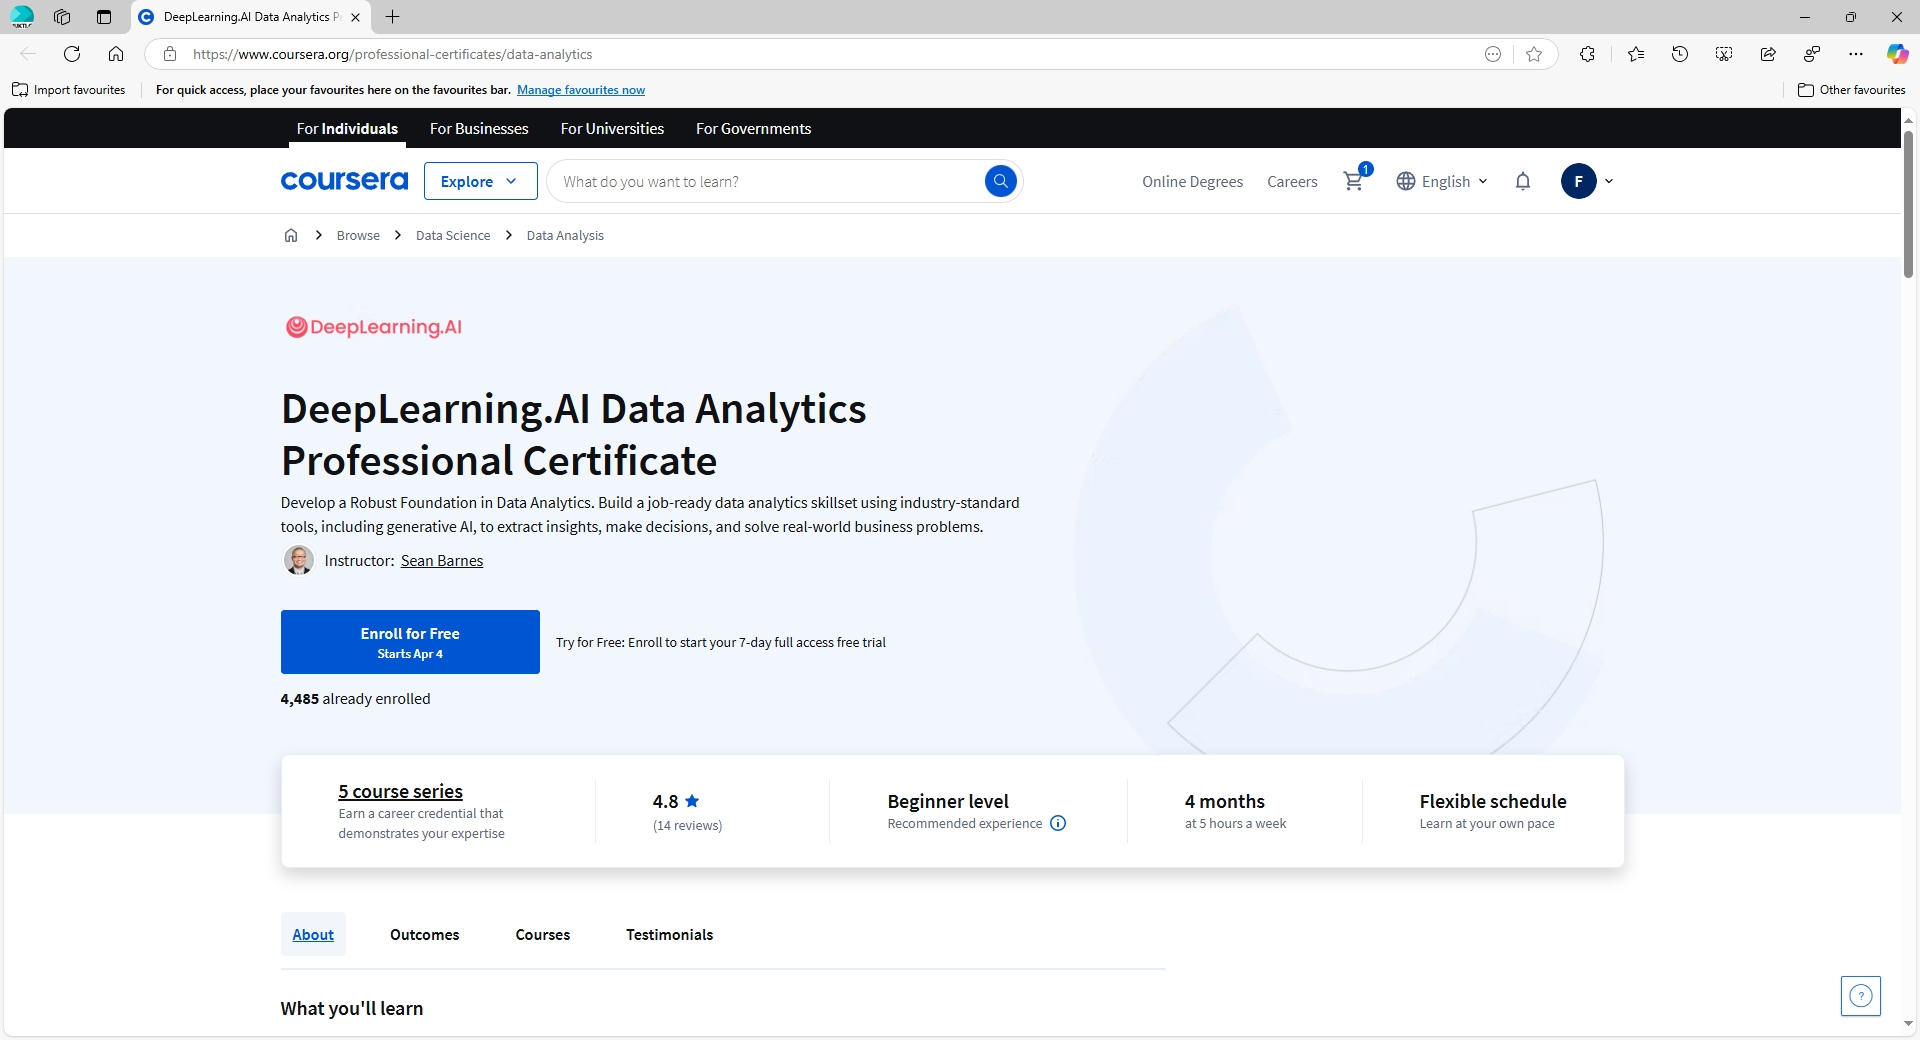 DeepLearning.AI Data Analytics P
https://www.coursera.org/professional-certificates/data-analytics
Import favourites
For quick access, place your favourites here on the favourites bar. Manage favourites now
Other favourites
For Individuals
For Businesses
For Universities
For Governments
coursera
Explore
What do you want to learn?
Online Degrees
Careers
1
English
F
Browse
Data Science
Data Analysis
DeepLearning.AI
DeepLearning.AI Data Analytics
Professional Certificate
Develop a Robust Foundation in Data Analytics. Build a job-ready data analytics skillset using industry-standard
tools, including generative AI, to extract insights, make decisions, and solve real-world business problems.
Instructor: Sean Barnes
Enroll for Free
Starts Apr 4
Try for Free: Enroll to start your 7-day full access free trial
4,485 already enrolled
5 course series
Earn a career credential that
demonstrates your expertise
4.8
(14 reviews)
Beginner level
Recommended experience
4 months
at 5 hours a week
Flexible schedule
Learn at your own pace
About
Outcomes
Courses
Testimonials
What you'll learn
?